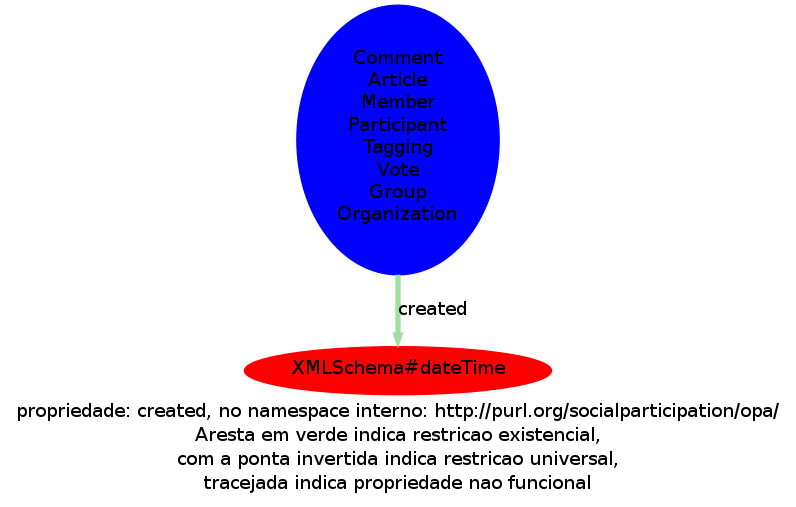 Comment
Article
Member
Participant
Tagging
Vote
Group
Organization
created
XMLSchema#dateTime
propriedade: created, no namespace interno: http://purl.org/socialparticipation/opa/
Aresta em verde indica restricao existencial,
com a ponta invertida indica restricao universal,
tracejada indica propriedade nao funcional